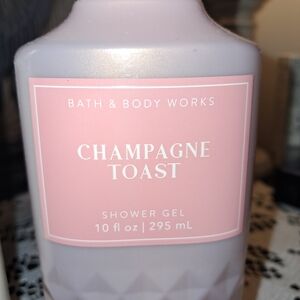 BATH & BODY WORKS
CHAMPAGNE
TOAST
SHOWER GEL
10 fl oz | 295 mL